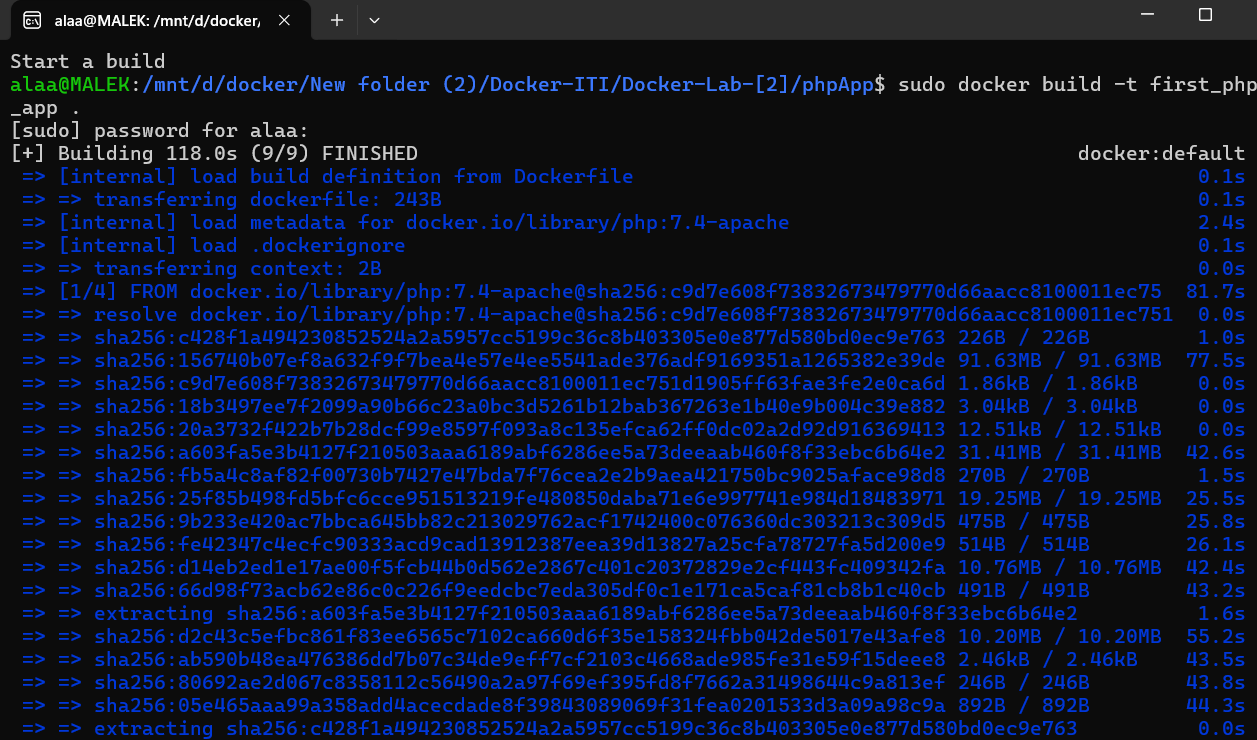 alaa@MALEK: /mnt/d/docker/
Start a build
alaa@MALEK:/mnt/d/docker/New folder (2)/Docker-ITI/Docker-Lab-[2]/phpApp$ sudo docker build -t first_php
_app .
[sudo] password for alaa:
[+] Building 118.0s (9/9) FINISHED docker:default
=> [internal] load build definition from Dockerfile 0.1s
=> => transferring dockerfile: 243B 0.1s
=> [internal] load metadata for docker.io/library/php:7.4-apache 2.4s
=> [internal] load .dockerignore 0.1s
=> => transferring context: 2B 0.0s
=> [1/4] FROM docker.io/library/php:7.4-apache@sha256:c9d7e608f73832673479770d66aacc8100011ec75 81.7s
=> => resolve docker.io/library/php:7.4-apache@sha256:c9d7e608f73832673479770d66aacc8100011ec751 0.0s
=> => sha256:c428f1a494230852524a2a5957cc5199c36c8b403305e0e877d580bd0ec9e763 226B / 226B 1.0s
=> => sha256:156740b07ef8a632f9f7bea4e57e4ee5541ade376adf9169351a1265382e39de 91.63MB / 91.63MB 77.5s
=> => sha256:c9d7e608f73832673479770d66aacc8100011ec751d1905ff63fae3fe2e0ca6d 1.86kB / 1.86kB 0.0s
=> => sha256:18b3497ee7f2099a90b66c23a0bc3d5261b12bab367263e1b40e9b004c39e882 3.04kB / 3.04kB 0.0s
=> => sha256:20a3732f422b7b28dcf99e8597f093a8c135efca62ff0dc02a2d92d916369413 12.51kB / 12.51kB 0.0s
=> => sha256:a603fa5e3b4127f210503aaa6189abf6286ee5a73deeaab460f8f33ebc6b64e2 31.41MB / 31.41MB 42.6s
=> => sha256:fb5a4c8af82f00730b7427e47bda7f76cea2e2b9aea421750bc9025aface98d8 270B / 270B 1.5s
=> => sha256:25f85b498fd5bfc6cce951513219fe480850daba71e6e997741e984d18483971 19.25MB / 19.25MB 25.5s
=> => sha256:9b233e420ac7bbca645bb82c213029762acf1742400c076360dc303213c309d5 475B / 475B 25.8s
=> => sha256:fe42347c4ecfc90333acd9cad13912387eea39d13827a25cfa78727fa5d200e9 514B / 514B 26.1s
=> => sha256:d14eb2ed1e17ae00f5fcb44b0d562e2867c401c20372829e2cf443fc409342fa 10.76MB / 10.76MB 42.4s
=> => sha256:66d98f73acb62e86c0c226f9eedcbc7eda305df0c1e171ca5caf81cb8b1c40cb 491B / 491B 43.2s
=> => extracting sha256:a603fa5e3b4127f210503aaa6189abf6286ee5a73deeaab460f8f33ebc6b64e2 1.6s
=> => sha256:d2c43c5efbc861f83ee6565c7102ca660d6f35e158324fbb042de5017e43afe8 10.20MB / 10.20MB 55.2s
=> => sha256:ab590b48ea476386dd7b07c34de9eff7cf2103c4668ade985fe31e59f15deee8 2.46kB / 2.46kB 43.5s
=> => sha256:80692ae2d067c8358112c56490a2a97f69ef395fd8f7662a31498644c9a813ef 246B / 246B 43.8s
=> => sha256:05e465aaa99a358add4acecdade8f39843089069f31fea0201533d3a09a98c9a 892B / 892B 44.3s
=> => extracting sha256:c428f1a494230852524a2a5957cc5199c36c8b403305e0e877d580bd0ec9e763 0.0s